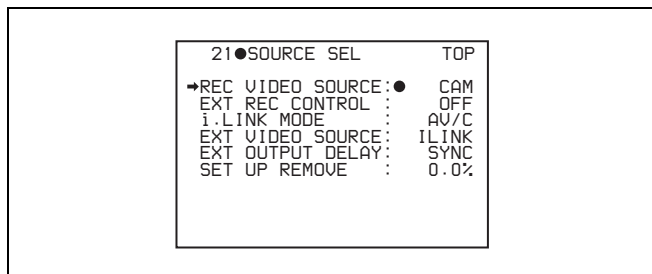 21●SOURCE SEL TOP
➡REC VIDEO SOURCE:● CAM
EXT REC CONTROL : OFF
i.LINK MODE : AV/C
EXT VIDEO SOURCE: ILINK
EXT OUTPUT DELAY: SYNC
SET UP REMOVE : 0.0%